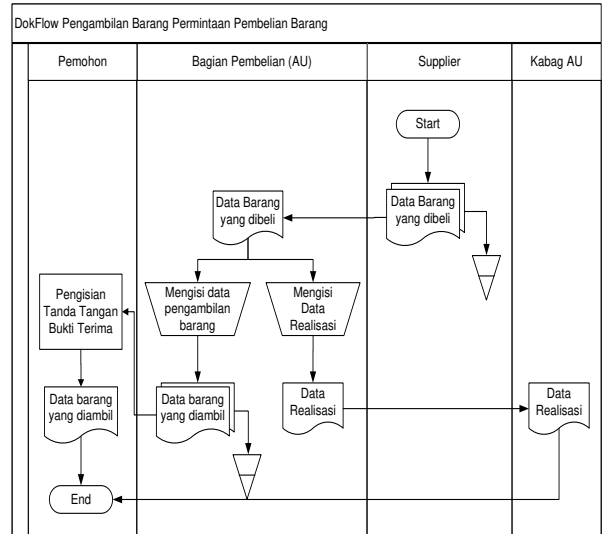 DokFlow Pengambilan Barang Permintaan Pembelian Barang
Pemohon
Bagian Pembelian (AU)
Supplier
Kabag AU
Start
Data Barang
yang dibeli
Data Barang
yang dibeli
Mengisi data
pengambilan
barang
Mengisi
Data
Realisasi
Pengisian
Tanda Tangan
Bukti Terima
Data barang
yang diambil
Data barang
yang diambil
Data
Realisasi
Data
Realisasi
End